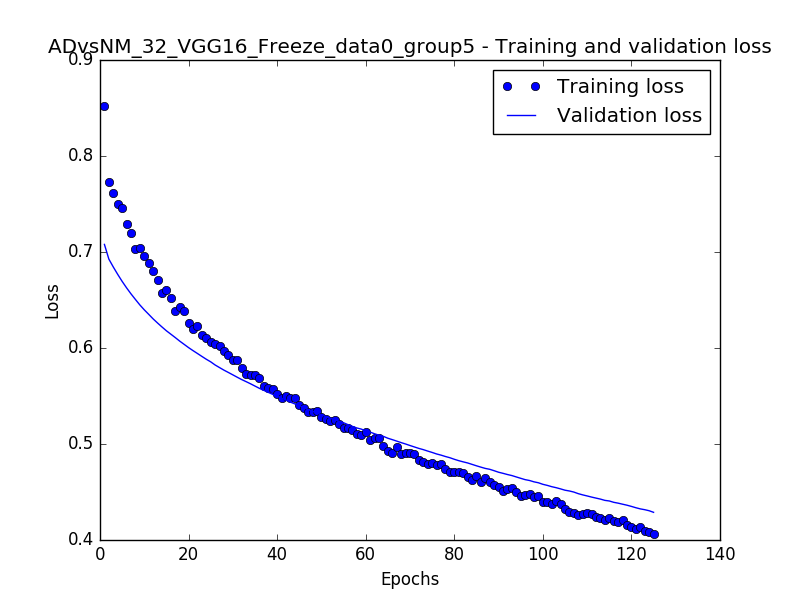 ADvsNM_32_VGG16_Freeze_data0_group5 - Training and validation loss
Training loss
Validation loss
0.9
0.8
0.7
0.6
0.5
0.4
Loss
0 20 40 60 80 100 120 140
Epochs